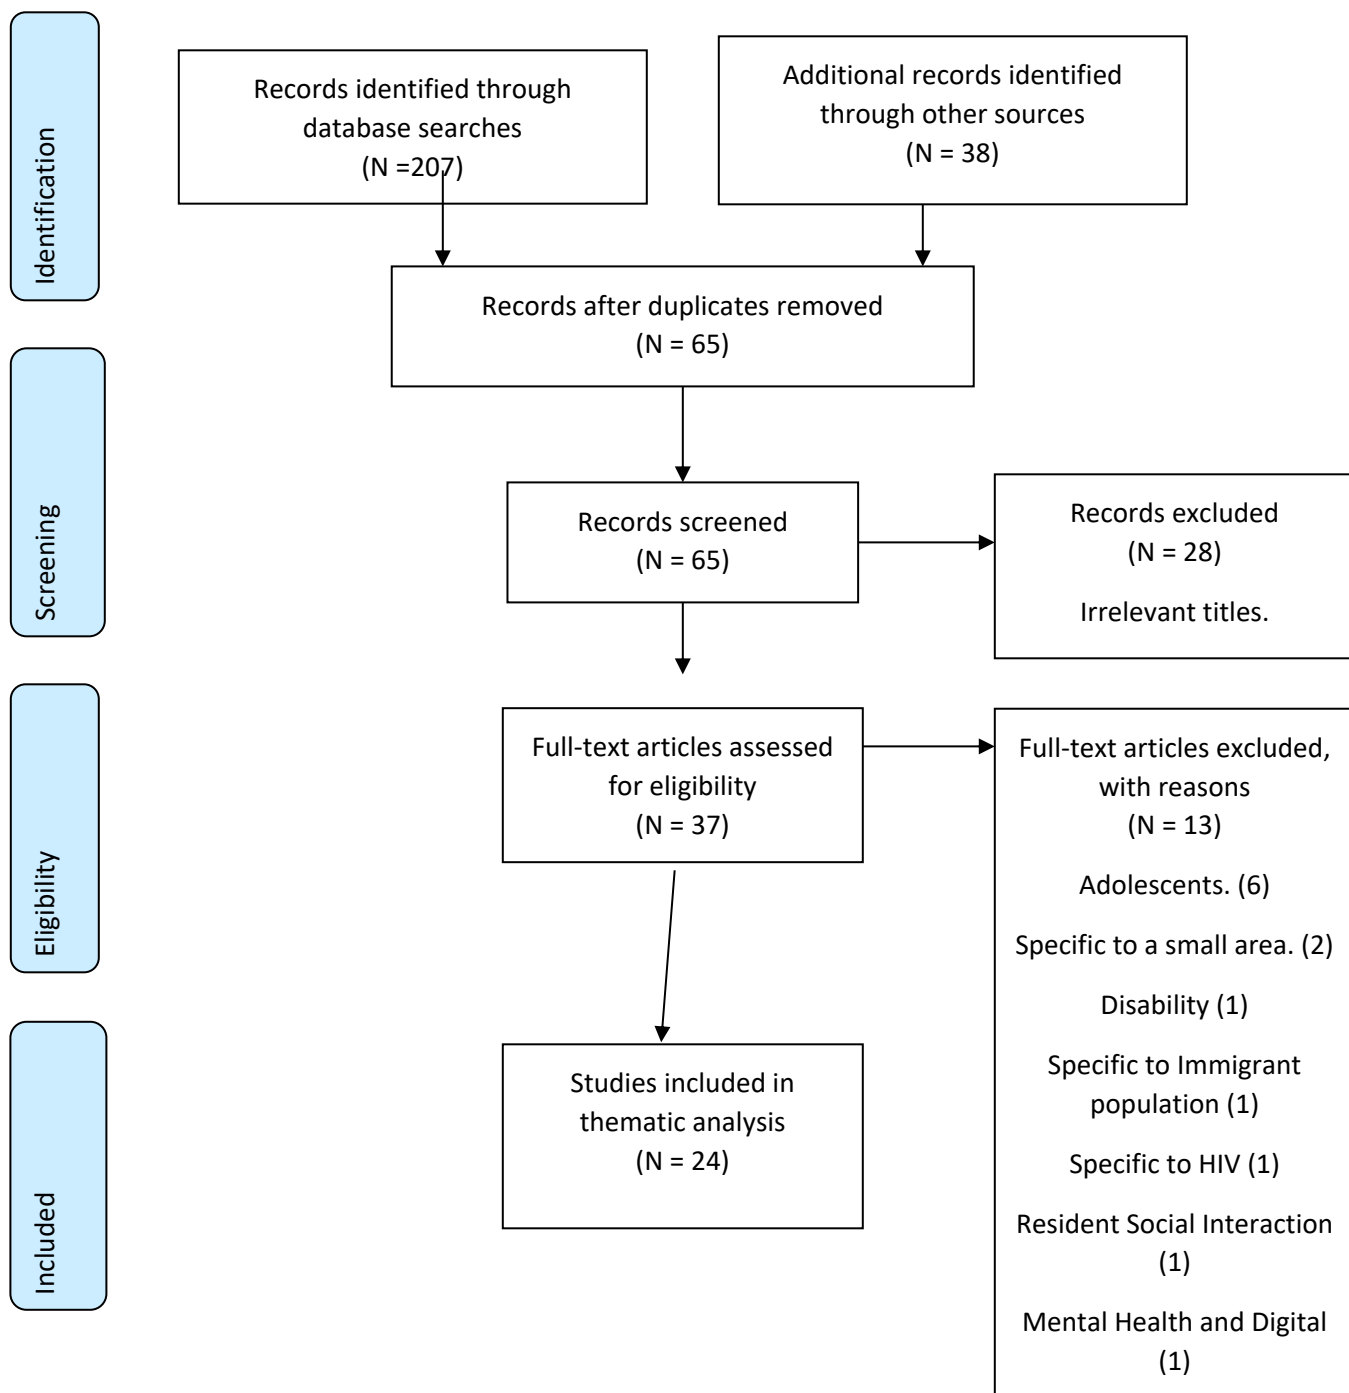 Identification
Records identified through
database searches
(N =207)
Additional records identified
through other sources
(N = 38)
Records after duplicates removed
(N = 65)
Screening
Records screened
(N = 65)
Records excluded
(N = 28)
Irrelevant titles.
Eligibility
Full-text articles assessed
for eligibility
(N = 37)
Full-text articles excluded,
with reasons
(N = 13)
Adolescents. (6)
Specific to a small area. (2)
Disability (1)
Specific to Immigrant
population (1)
Specific to HIV (1)
Resident Social Interaction
(1)
Mental Health and Digital
(1)
Included
Studies included in
thematic analysis
(N = 24)